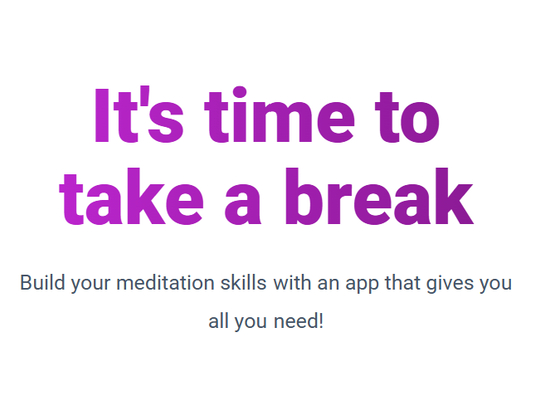 It's time to
take a break
Build your meditation skills with an app that gives you
all you need!